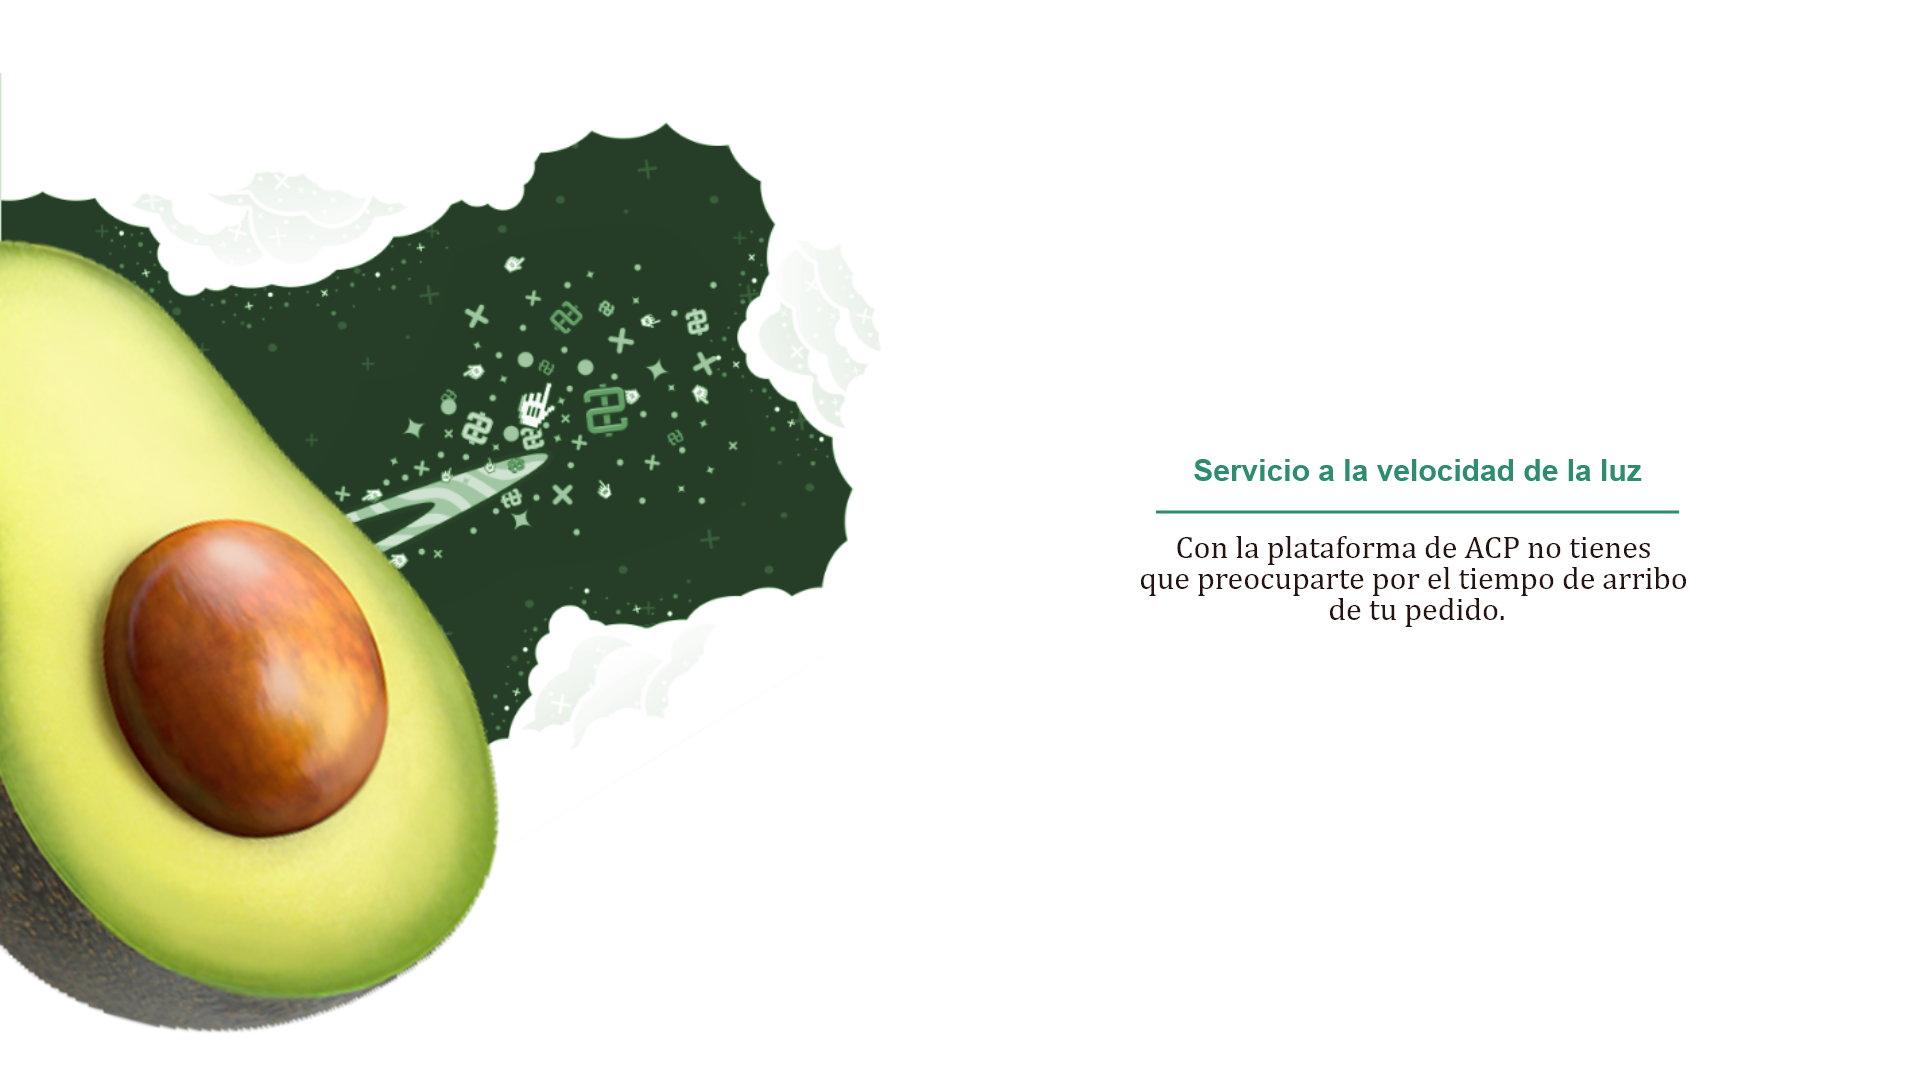 Servicio a la velocidad de la luz
Con la plataforma de ACP no tienes
que preocuparte por el tiempo de arribo
de tu pedido.